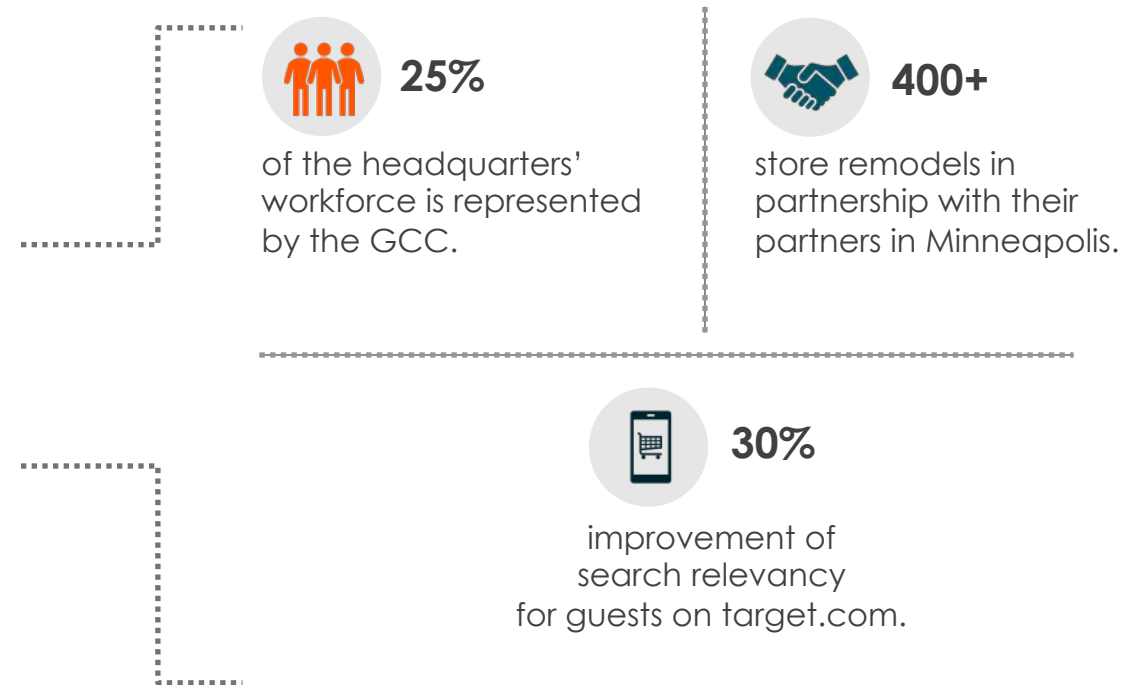 25%
of the headquarters’
workforce is represented
by the GCC.
400+
store remodels in
partnership with their
partners in Minneapolis.
30%
improvement of
search relevancy
for guests on target.com.